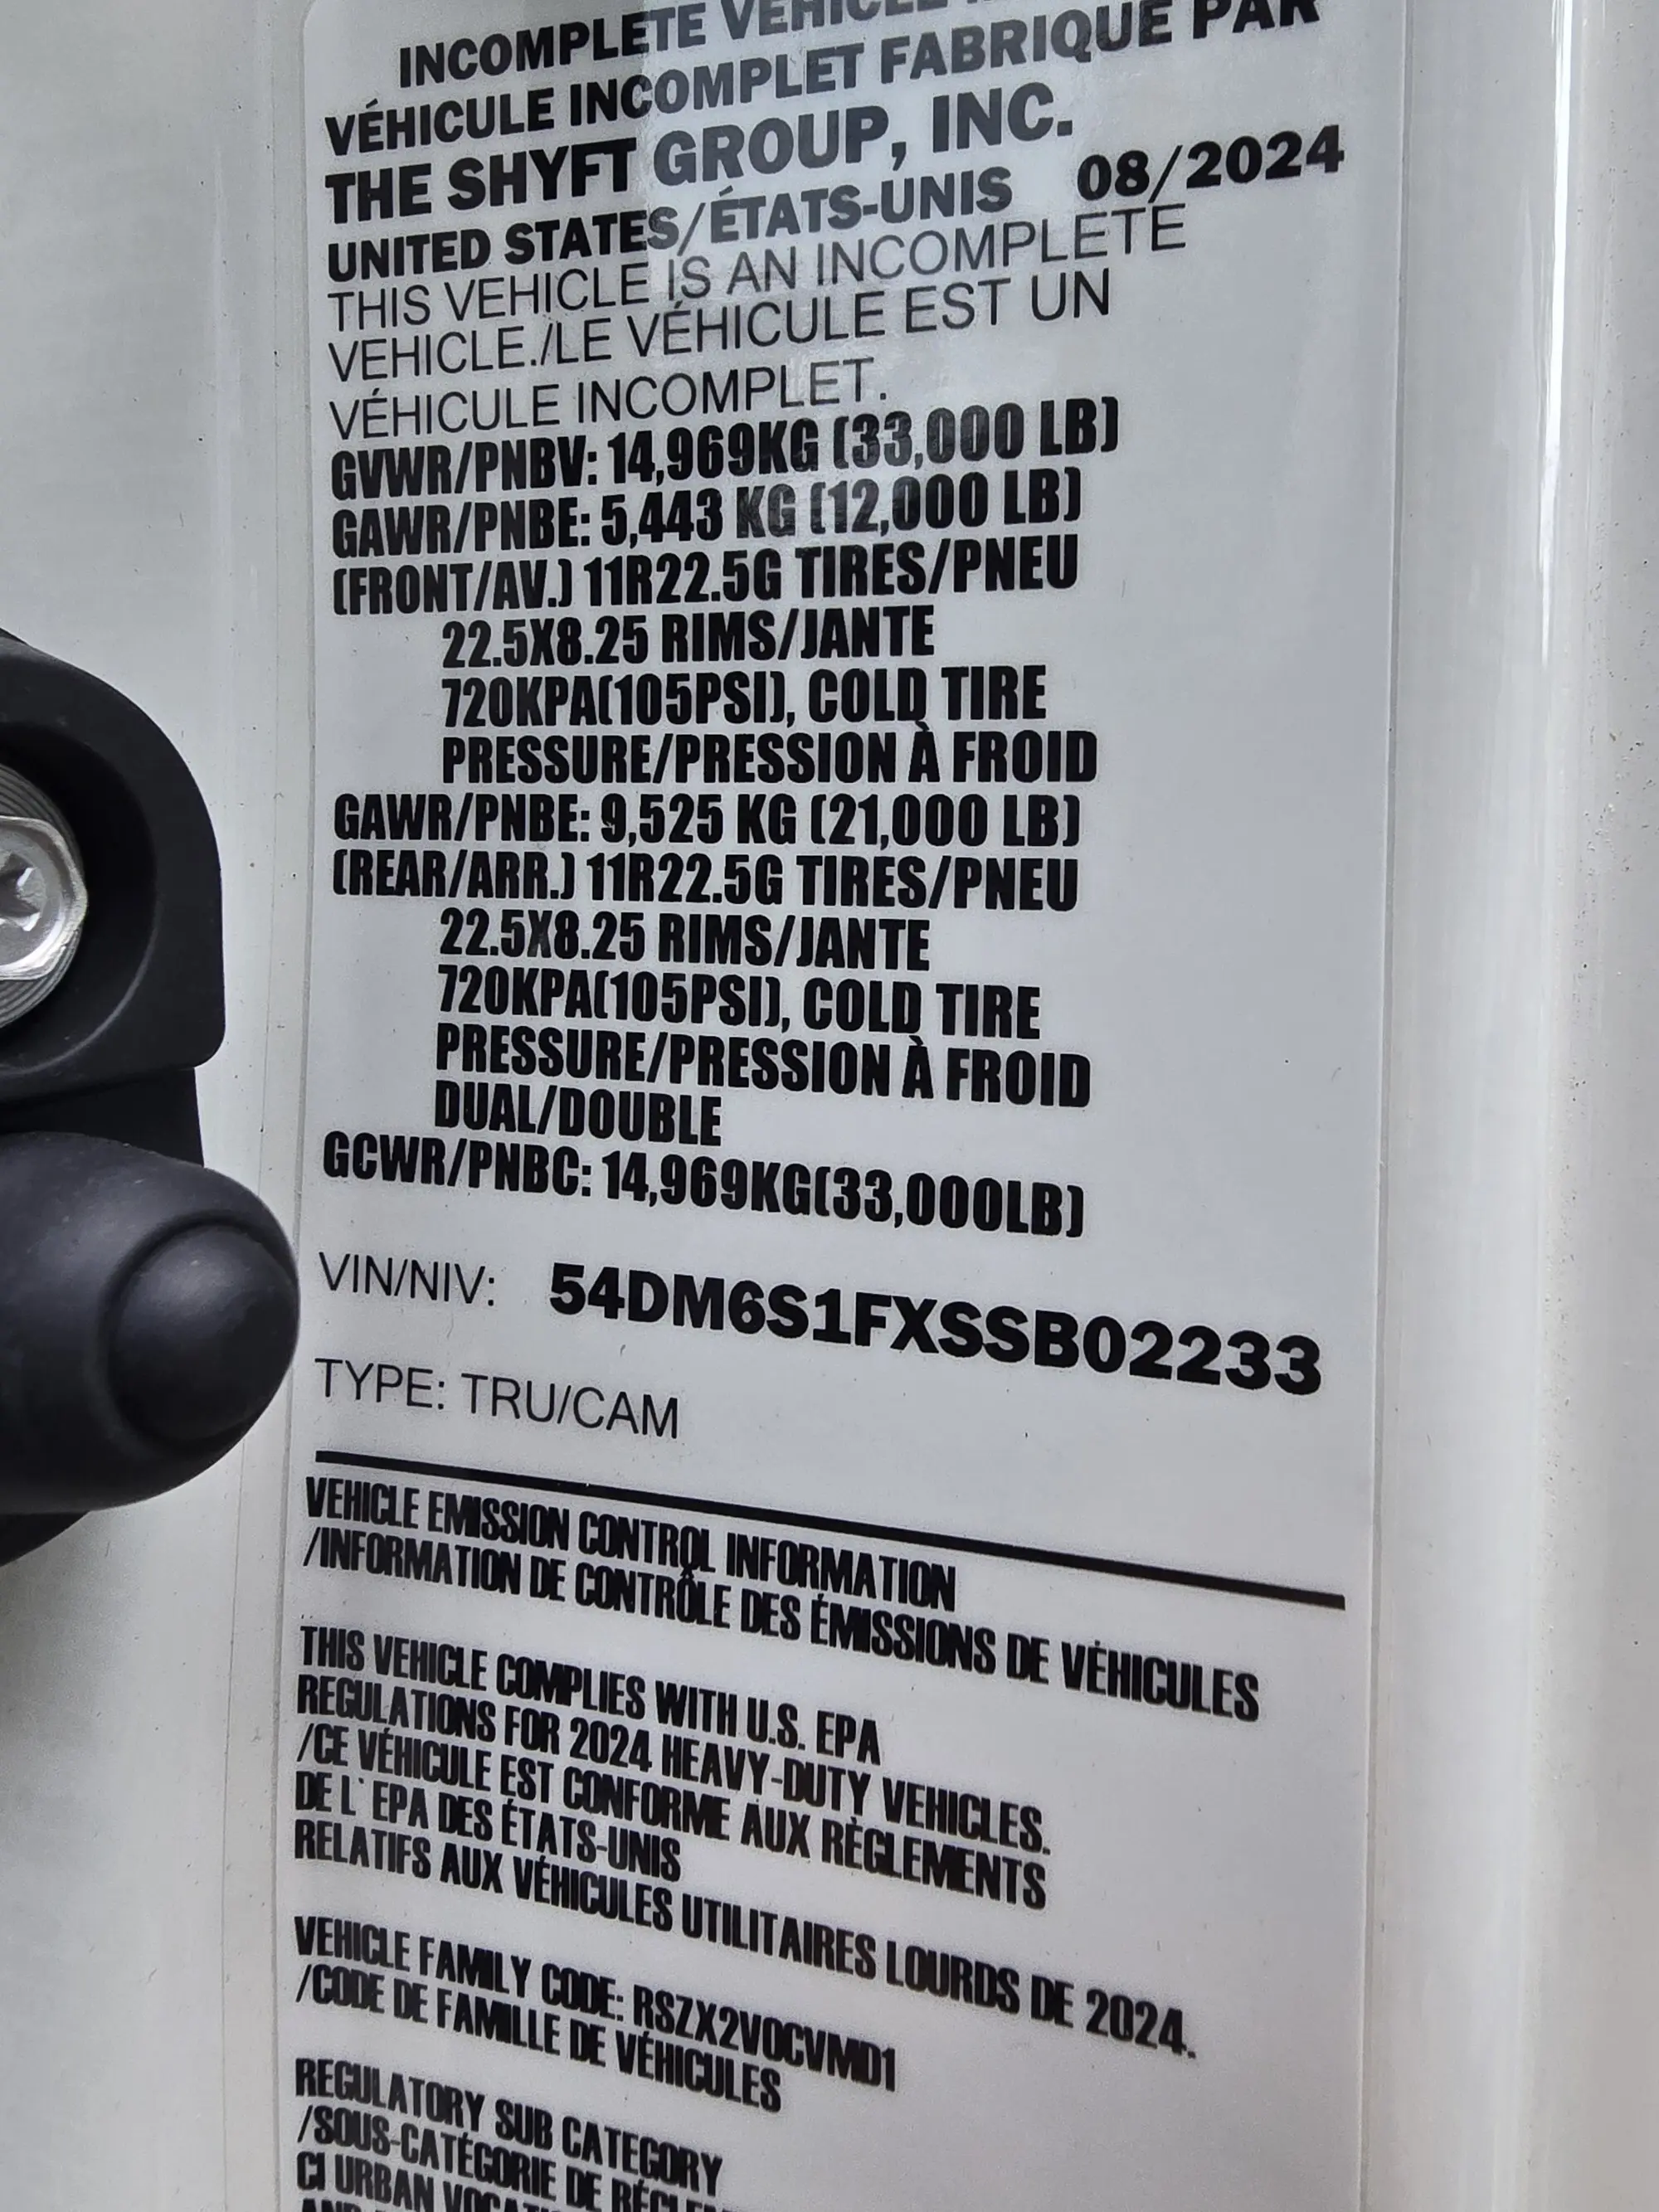 INCOMPLETE VEHICLE
VÉHICULE INCOMPLET FABRIQUÉ PAR
THE SHYFT GROUP, INC.
UNITED STATES/ÉTATS-UNIS 08/2024
THIS VEHICLE IS AN INCOMPLETE
VEHICLE./LE VÉHICULE EST UN
VÉHICULE INCOMPLET.
GVWR/PNBV: 14,969KG (33,000 LB)
GAWR/PNBE: 5,443 KG (12,000 LB)
(FRONT/AV.) 11R22.5G TIRES/PNEU
22.5X8.25 RIMS/JANTE
720KPA(105PSI), COLD TIRE
PRESSURE/PRESSION À FROID
GAWR/PNBE: 9,525 KG (21,000 LB)
(REAR/ARR.) 11R22.5G TIRES/PNEU
22.5X8.25 RIMS/JANTE
720KPA(105PSI), COLD TIRE
PRESSURE/PRESSION À FROID
DUAL/DOUBLE
GCWR/PNBC: 14,969KG(33,000LB)
VIN/NIV: 54DM6S1FXSSB02233
TYPE: TRU/CAM
VEHICLE EMISSION CONTROL INFORMATION
/INFORMATION DE CONTRÔLE DES ÉMISSIONS DE VÉHICULES
THIS VEHICLE COMPLIES WITH U.S. EPA
REGULATIONS FOR 2024 HEAVY-DUTY VEHICLES.
/CE VÉHICULE EST CONFORME AUX RÈGLEMENTS
DE L' EPA DES ÉTATS-UNIS
RELATIFS AUX VÉHICULES UTILITAIRES LOURDS DE 2024.
VEHICLE FAMILY CODE: RSZX2VOCVMD1
/CODE DE FAMILLE DE VÉHICULES
REGULATORY SUB CATEGORY
/SOUS-CATÉGORIE DE
CI URBAN